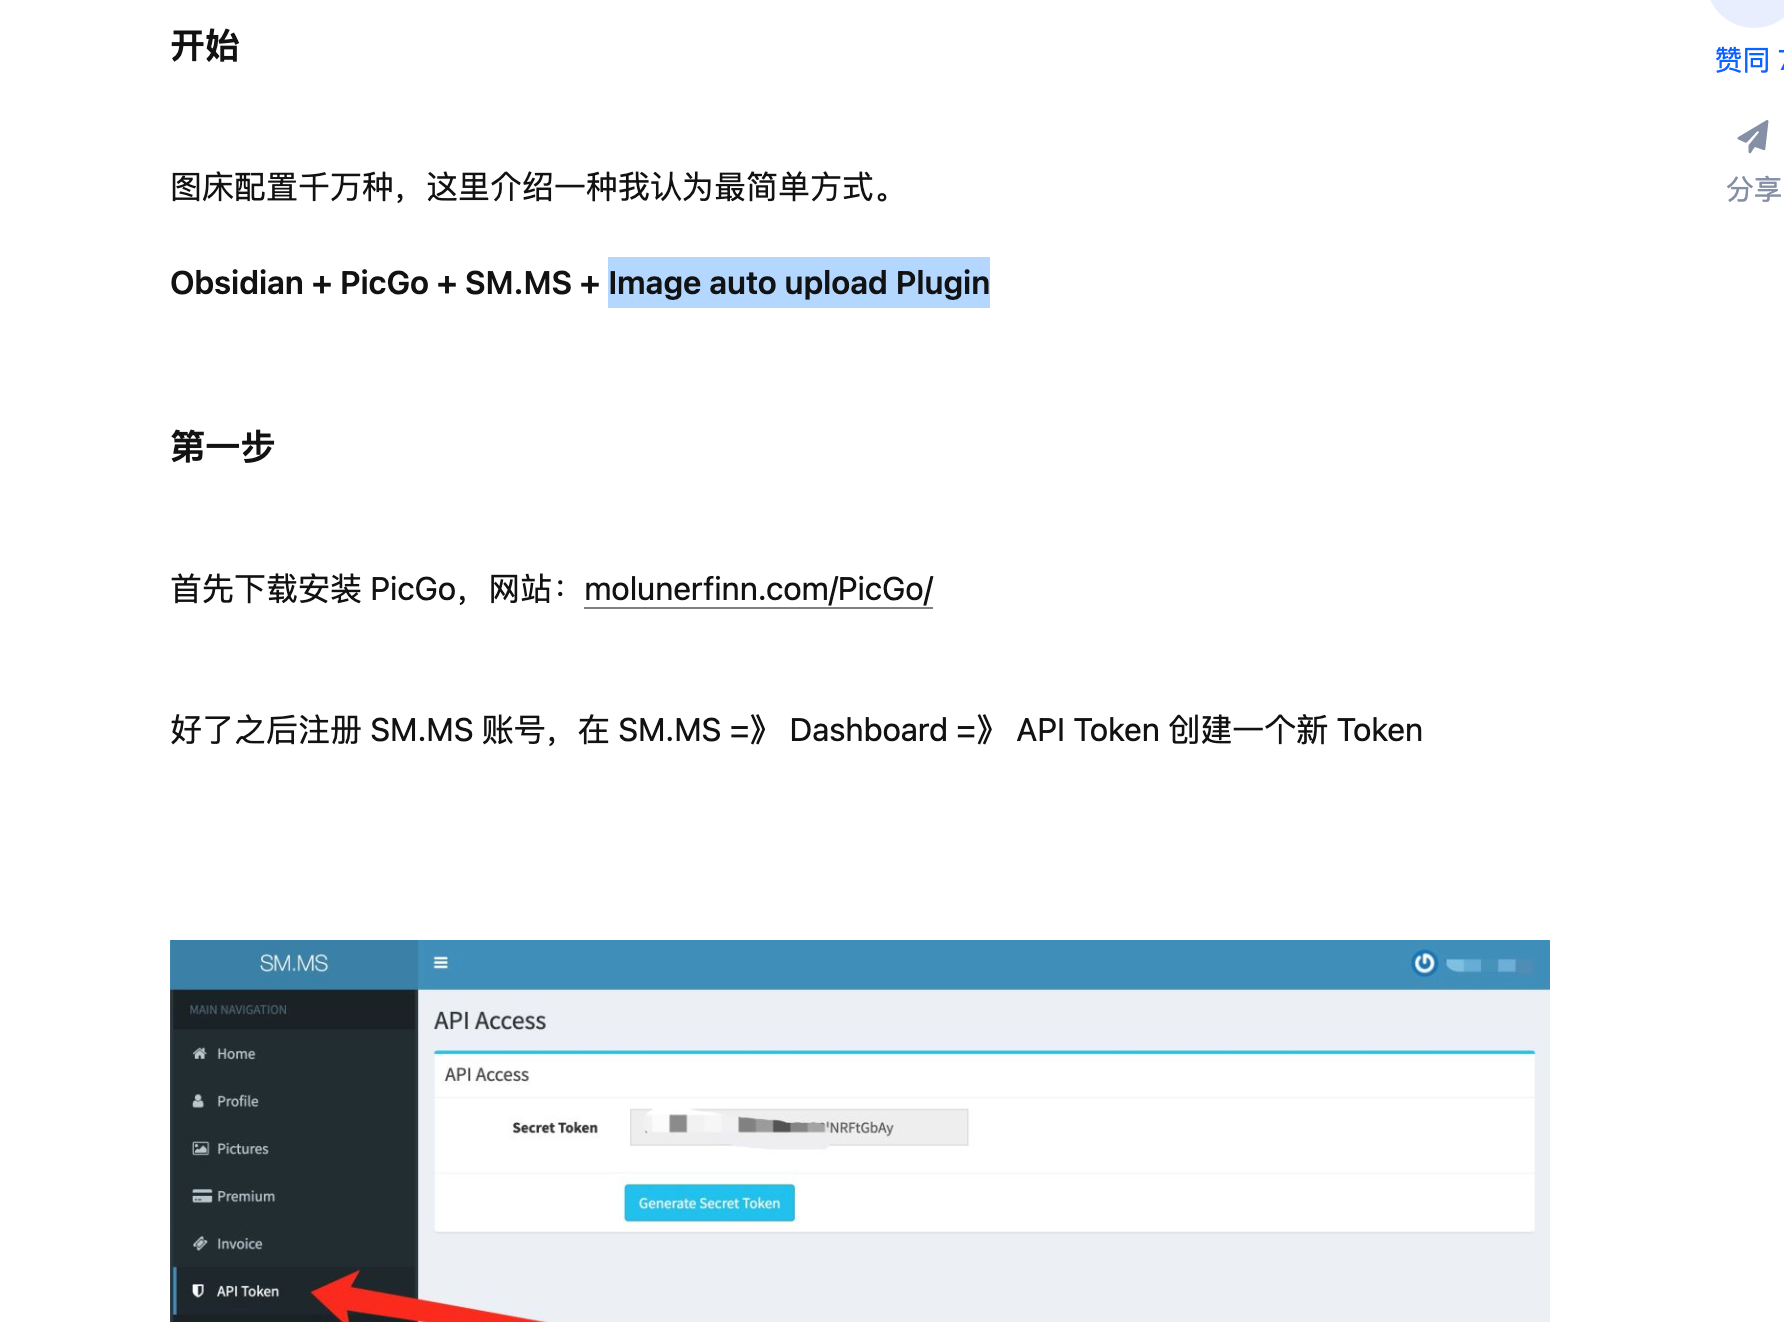 开始
赞同
分享
图床配置千万种，这里介绍一种我认为最简单方式。
Obsidian + PicGo + SM.MS + Image auto upload Plugin
第一步
首先下载安装 PicGo，网站：molunerfinn.com/PicGo/
好了之后注册 SM.MS 账号，在 SM.MS =》 Dashboard =》 API Token 创建一个新 Token
SM.MS
MAIN NAVIGATION
Home
Profile
Pictures
Premium
Invoice
API Token
API Access
API Access
Secret Token
NRFtGbAy
Generate Secret Token